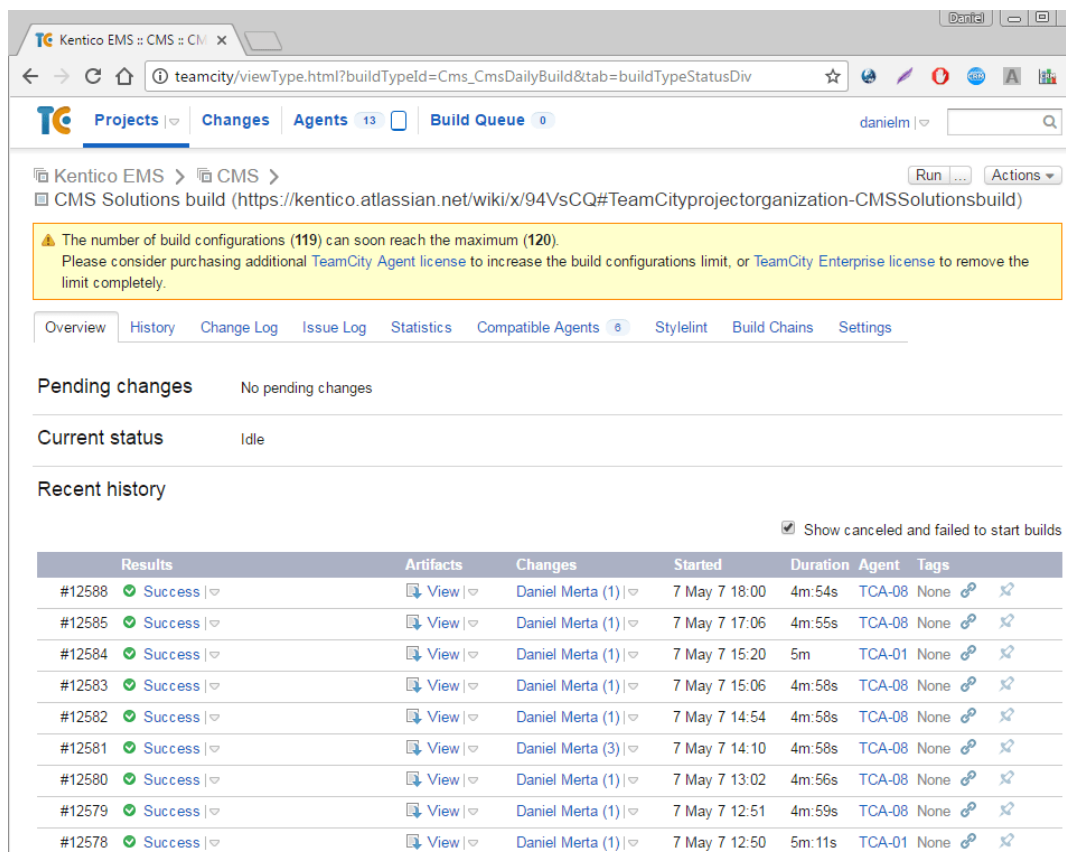 Daniel
TC Kentico EMS :: CMS :: CM
teamcity/viewType.html?buildTypeId=Cms_CmsDailyBuild&tab=buildTypeStatusDiv
CRM A
TC Projects Changes Agents 13 Build Queue 0 danielm
Kentico EMS > CMS > Run ... Actions
CMS Solutions build (https://kentico.atlassian.net/wiki/x/94VsCQ#TeamCityprojectorganization-CMSSolutionsbuild)
The number of build configurations (119) can soon reach the maximum (120).
Please consider purchasing additional TeamCity Agent license to increase the build configurations limit, or TeamCity Enterprise license to remove the
limit completely.
Overview History Change Log Issue Log Statistics Compatible Agents 6 Stylelint Build Chains Settings
Pending changes No pending changes
Current status Idle
Recent history
Show canceled and failed to start builds
Results Artifacts Changes Started Duration Agent Tags
#12588 Success View Daniel Merta (1) 7 May 7 18:00 4m:54s TCA-08 None
#12585 Success View Daniel Merta (1) 7 May 7 17:06 4m:55s TCA-08 None
#12584 Success View Daniel Merta (1) 7 May 7 15:20 5m TCA-01 None
#12583 Success View Daniel Merta (1) 7 May 7 15:06 4m:58s TCA-08 None
#12582 Success View Daniel Merta (1) 7 May 7 14:54 4m:58s TCA-08 None
#12581 Success View Daniel Merta (3) 7 May 7 14:10 4m:58s TCA-08 None
#12580 Success View Daniel Merta (1) 7 May 7 13:02 4m:56s TCA-08 None
#12579 Success View Daniel Merta (1) 7 May 7 12:51 4m:59s TCA-08 None
#12578 Success View Daniel Merta (1) 7 May 7 12:50 5m:11s TCA-01 None